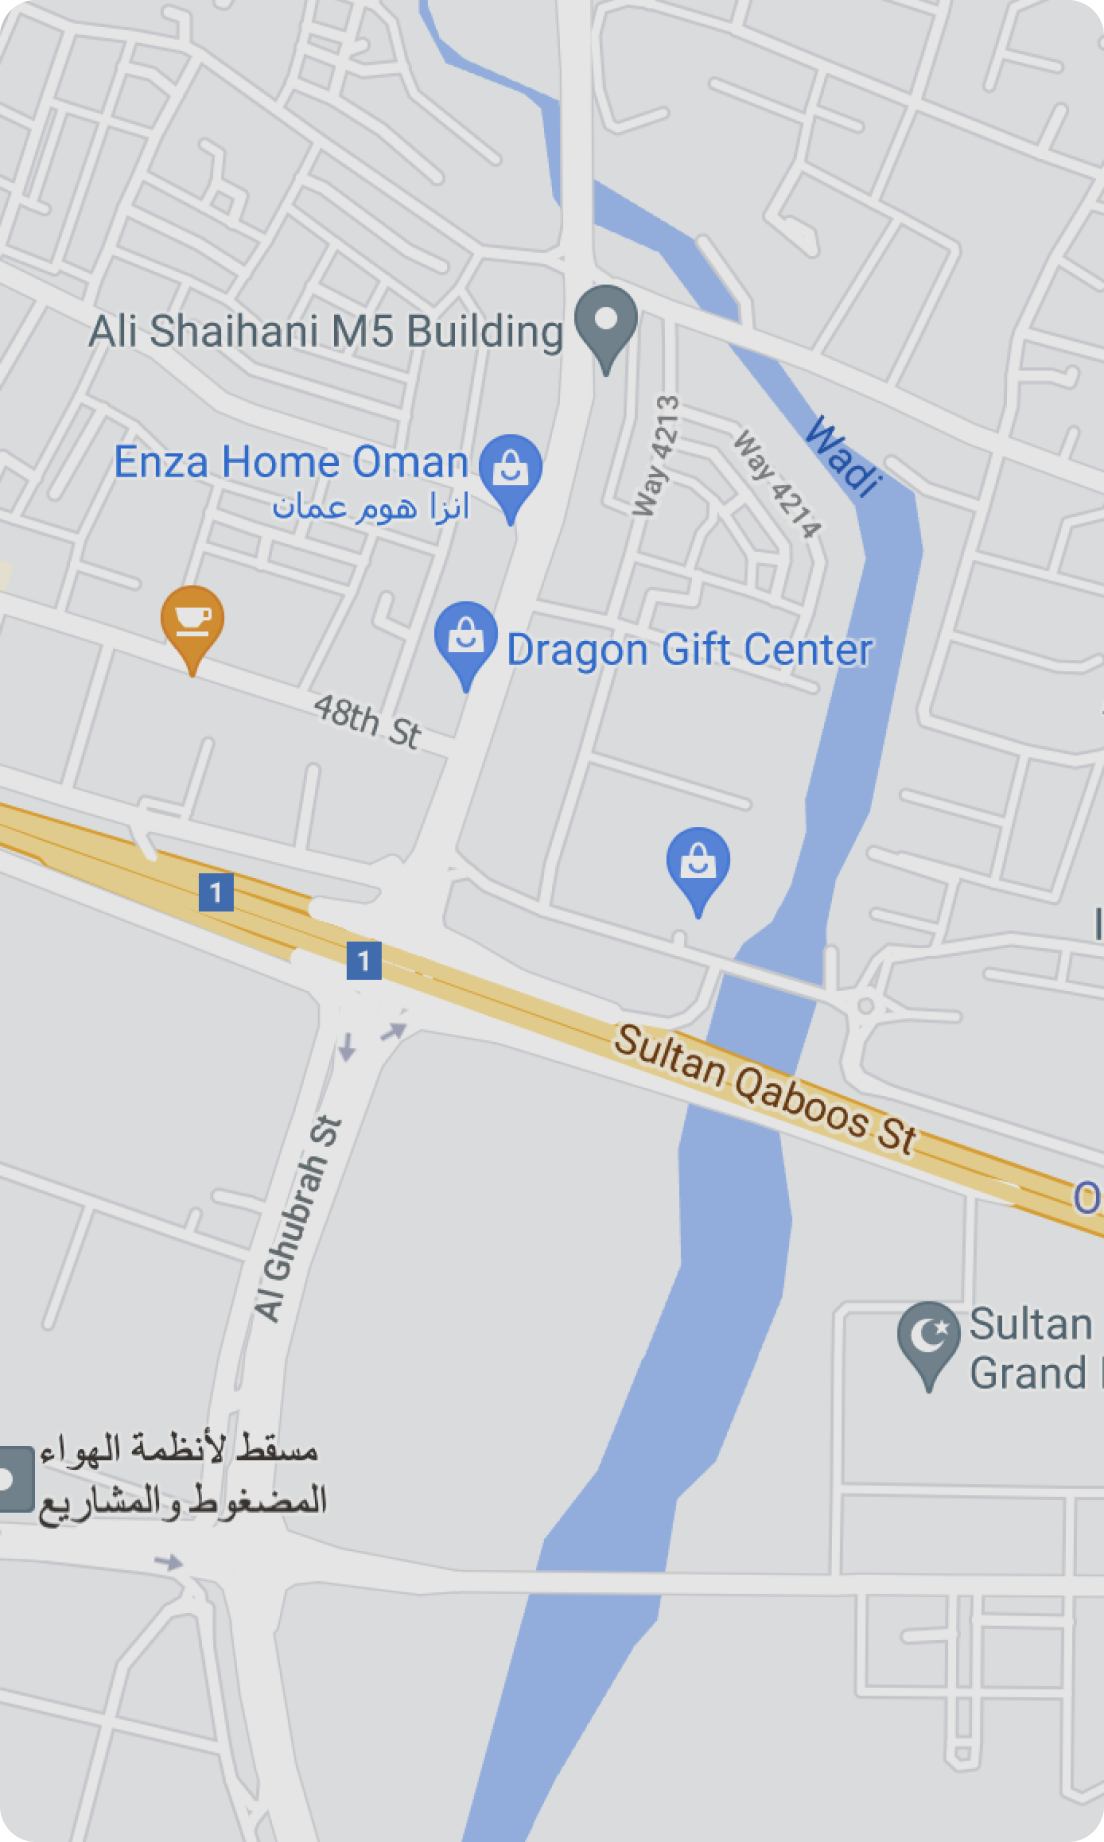 Ali Shaihani M5 Building
Way 4213
Way 4214
Wadi
Enza Home Oman
انزا هوم عمان
Dragon Gift Center
48th St
1
1
Sultan Qaboos St
Al Ghubrah St
O
Sultan
Grand
مسقط لأنظمة الهواء
المضغوط والمشاريع